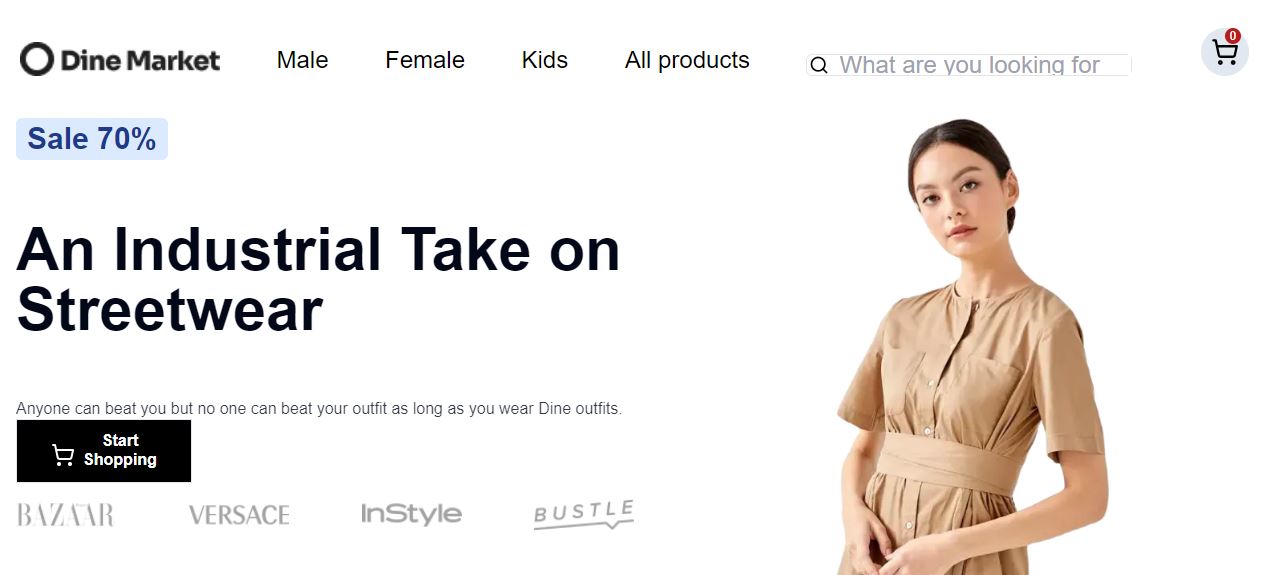 Dine Market
Male
Female
Kids
All products
What are you looking for
0
Sale 70%
An Industrial Take on
Streetwear
Anyone can beat you but no one can beat your outfit as long as you wear Dine outfits.
Start
Shopping
BAZAAR
VERSACE
InStyle
BUSTLE